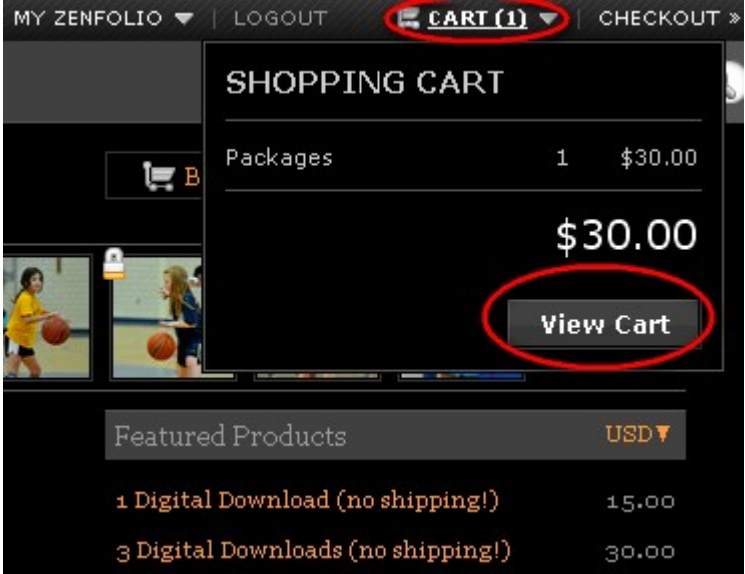 MY ZENFOLIO ▼ | LOGOUT CART (1) ▼ | CHECKOUT »
SHOPPING CART
Packages 1 $30.00
B
$30.00
View Cart
Featured Products USD▼
1 Digital Download (no shipping!) 15.00
3 Digital Downloads (no shipping!) 30.00